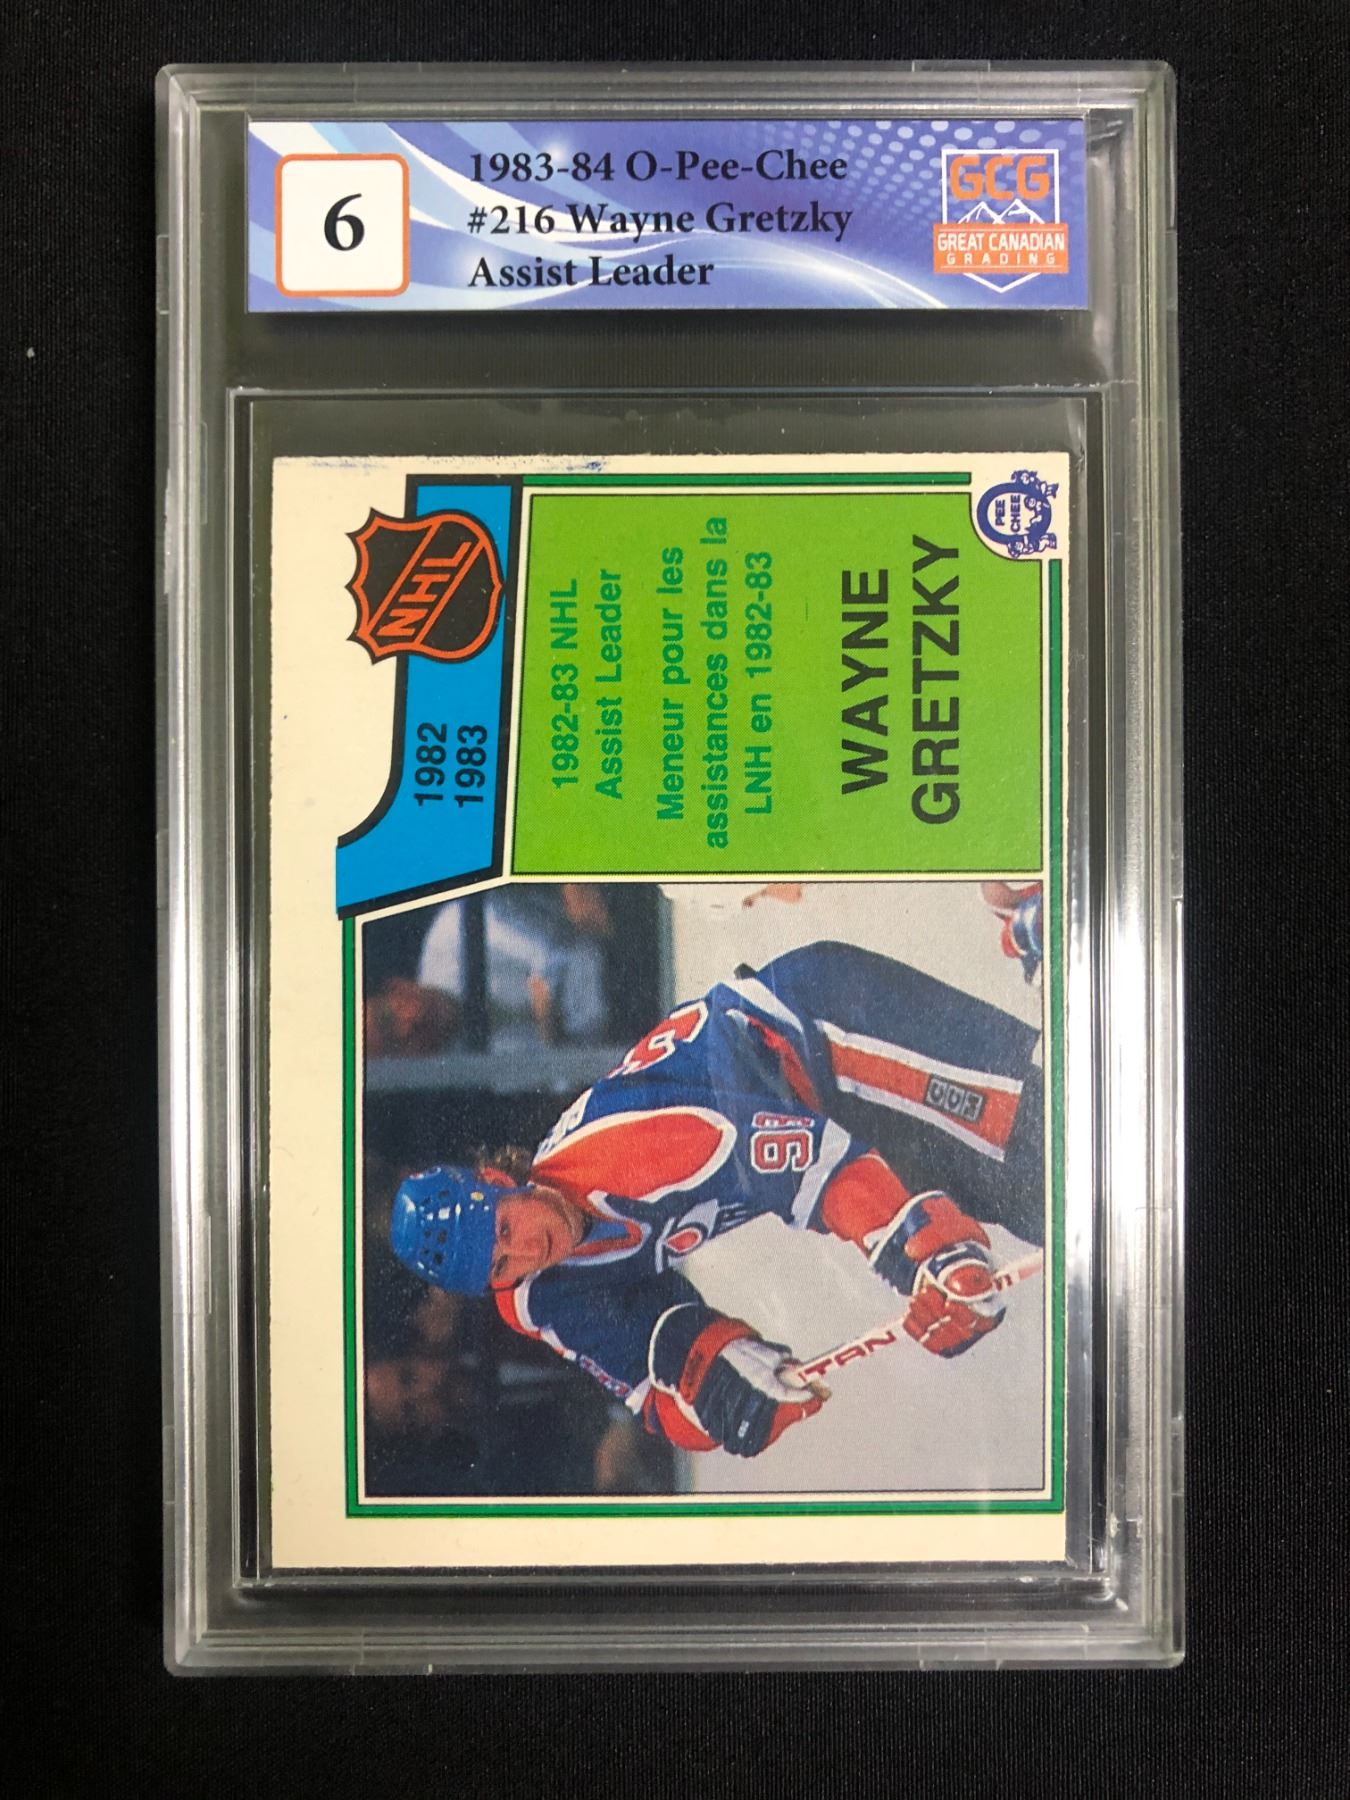 6
1983-84 O-Pee-Chee
#216 Wayne Gretzky
Assist Leader
GCG
GREAT CANADIAN
GRADING
NHL
1982
1983
PEE
CHEE
1982-83 NHL
Assist Leader
Meneur pour les
assistances dans la
LNH en 1982-83
WAYNE
GRETZKY
CCM
TITAN